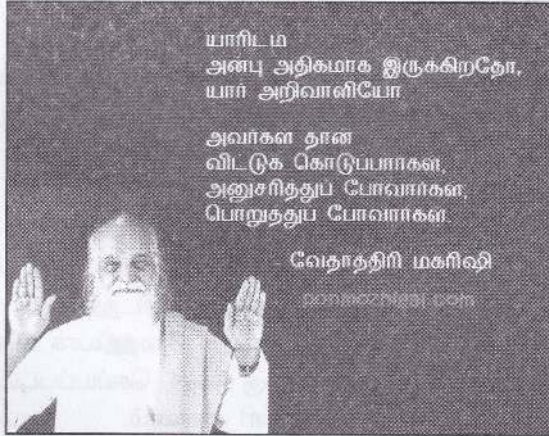 யாரிடம
அன்பு அதிகமாக இருக்கிறதோ,
யார் அறிவாளியோ
அவர்கள் தான்
விட்டுக் கொடுப்பார்கள்,
அனுசரித்துப் போவார்கள்,
பொறுத்துப் போவார்கள்.
- வேதாத்திரி மகரிஷி
ponmozhigal.com